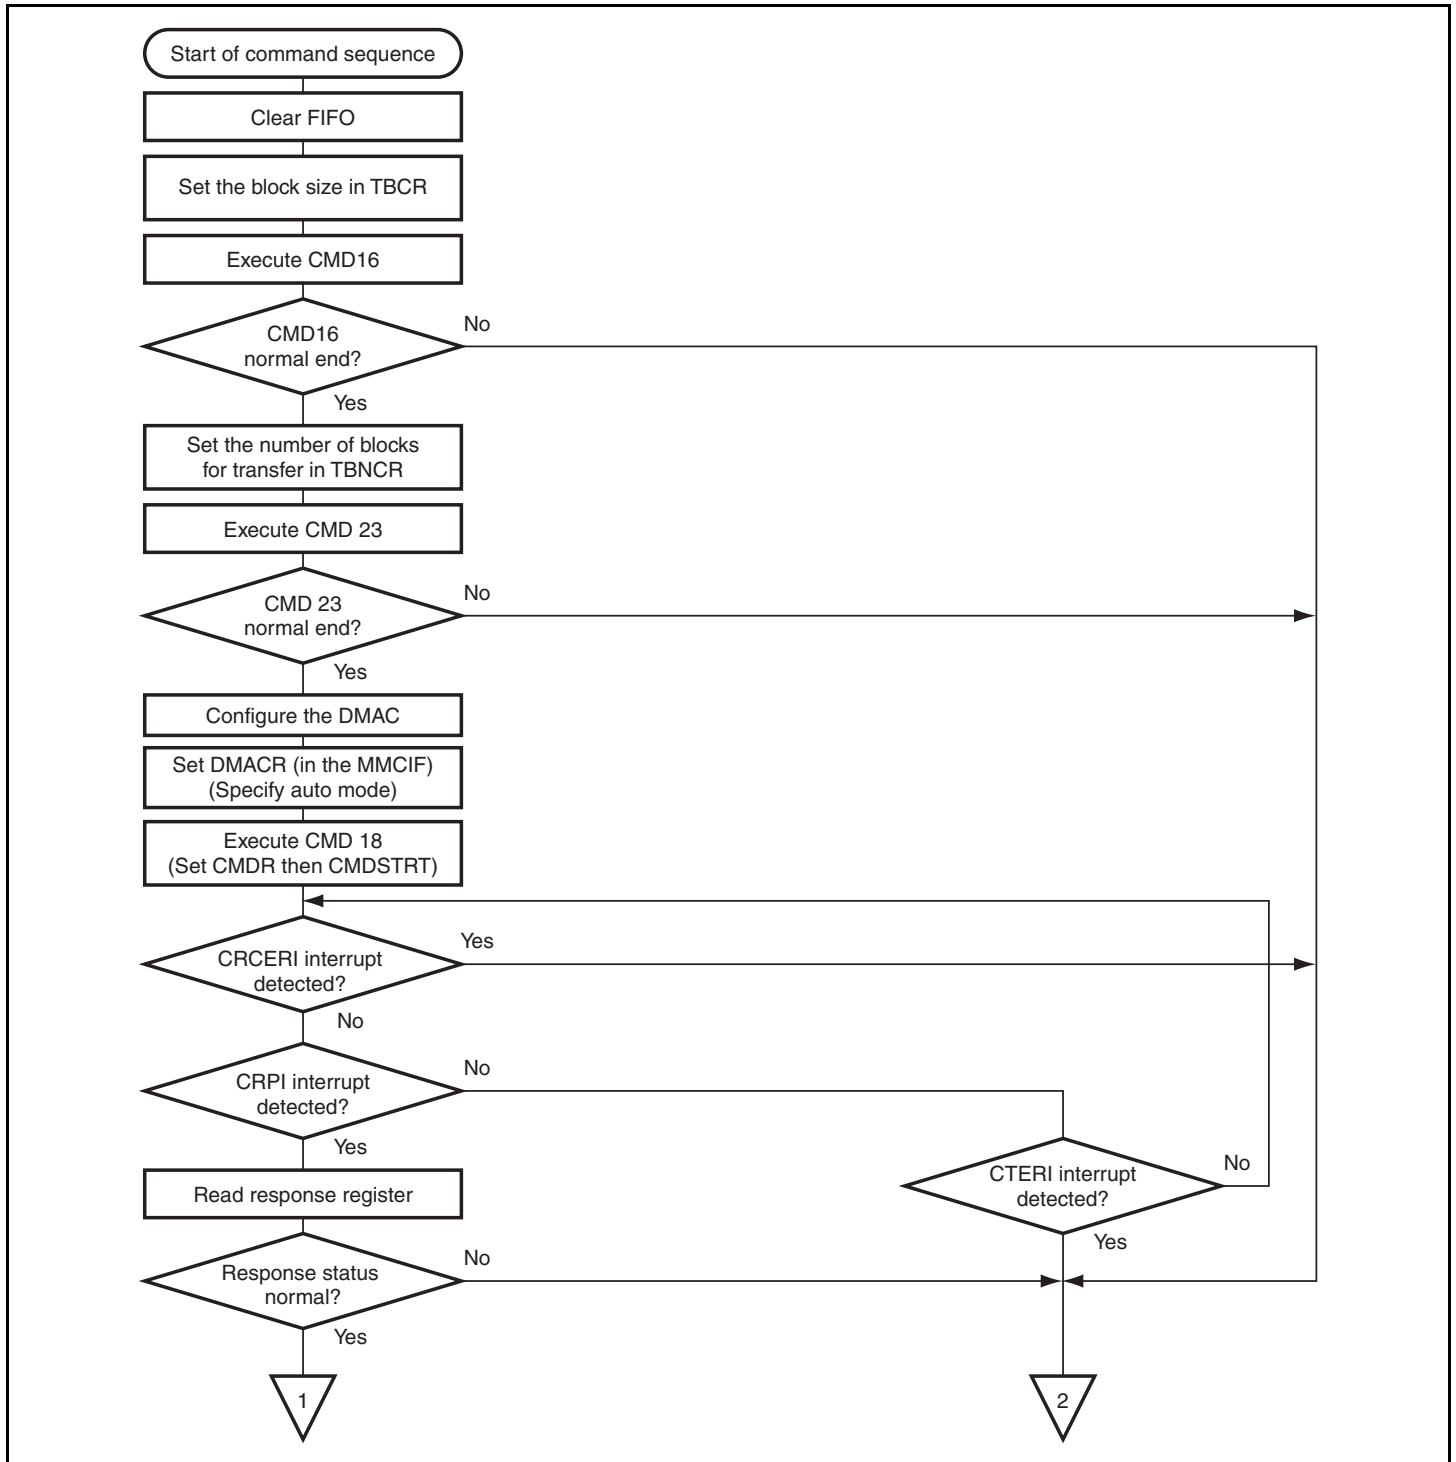 Start of command sequence
Clear FIFO
Set the block size in TBCR
Execute CMD16
CMD16
normal end?
No
Yes
Set the number of blocks
for transfer in TBNCR
Execute CMD 23
CMD 23
normal end?
No
Yes
Configure the DMAC
Set DMACR (in the MMCIF)
(Specify auto mode)
Execute CMD 18
(Set CMDR then CMDSTRT)
CRCERI interrupt
detected?
Yes
No
CRPI interrupt
detected?
No
Yes
CTERI interrupt
detected?
No
Yes
Read response register
Response status
normal?
No
Yes
1
2